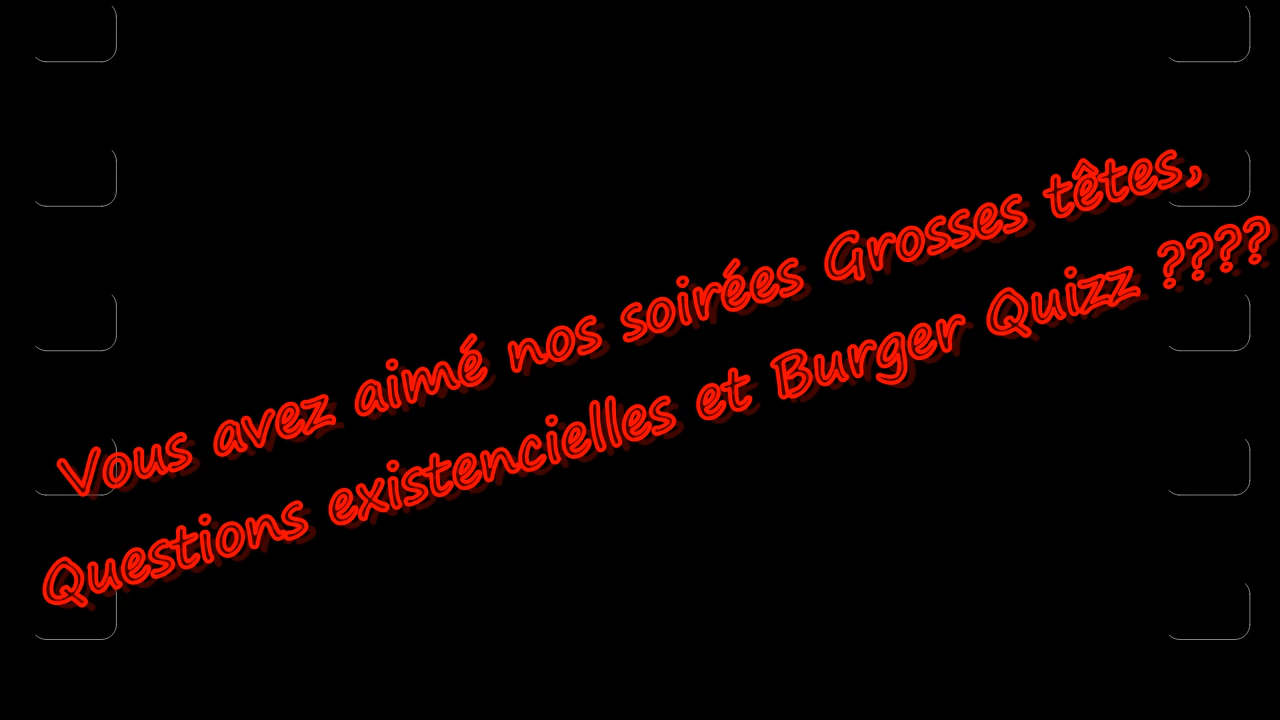 Vous avez aimé nos soirées Grosses têtes,
Questions existencielles et Burger Quizz ????